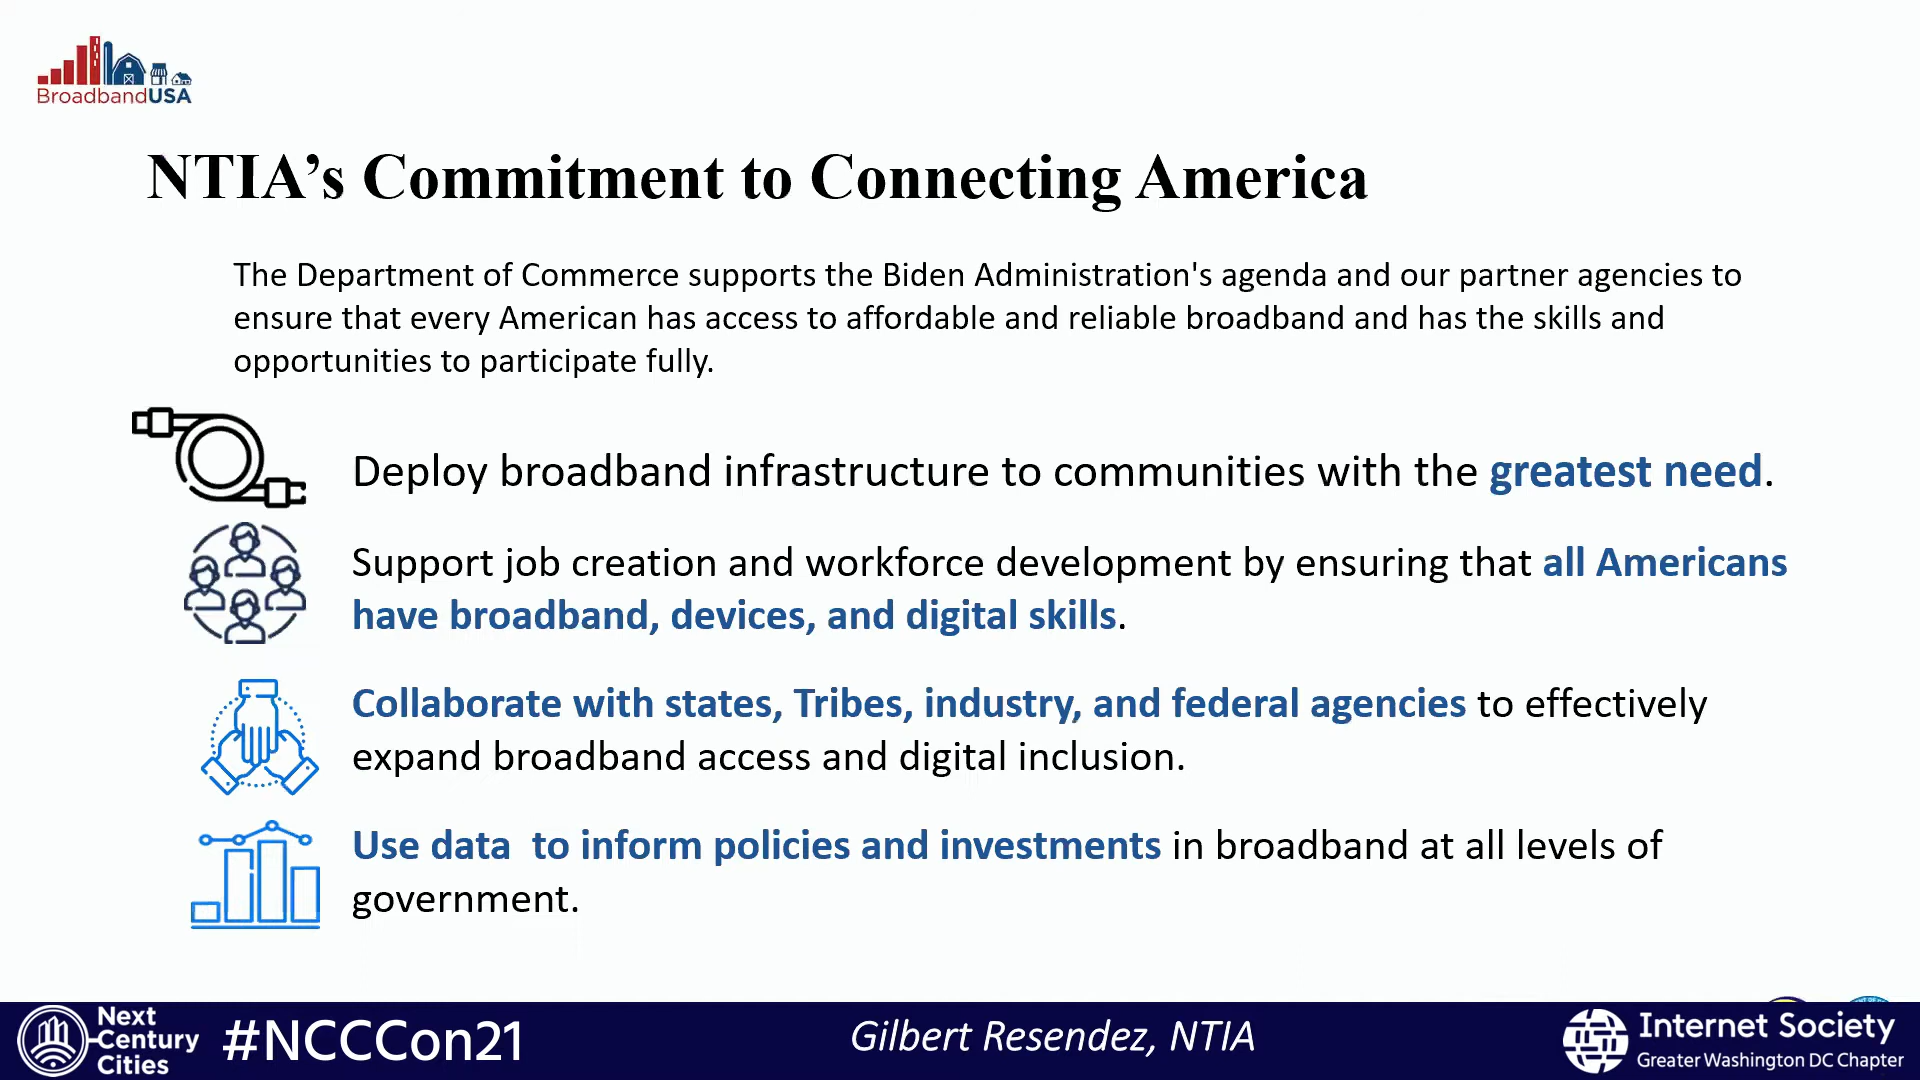 BroadbandUSA
NTIA’s Commitment to Connecting America
The Department of Commerce supports the Biden Administration's agenda and our partner agencies to
ensure that every American has access to affordable and reliable broadband and has the skills and
opportunities to participate fully.
Deploy broadband infrastructure to communities with the greatest need.
Support job creation and workforce development by ensuring that all Americans
have broadband, devices, and digital skills.
Collaborate with states, Tribes, industry, and federal agencies to effectively
expand broadband access and digital inclusion.
Use data  to inform policies and investments in broadband at all levels of
government.
Next
Century
Cities
#NCCCon21
Gilbert Resendez, NTIA
Internet Society
Greater Washington DC Chapter